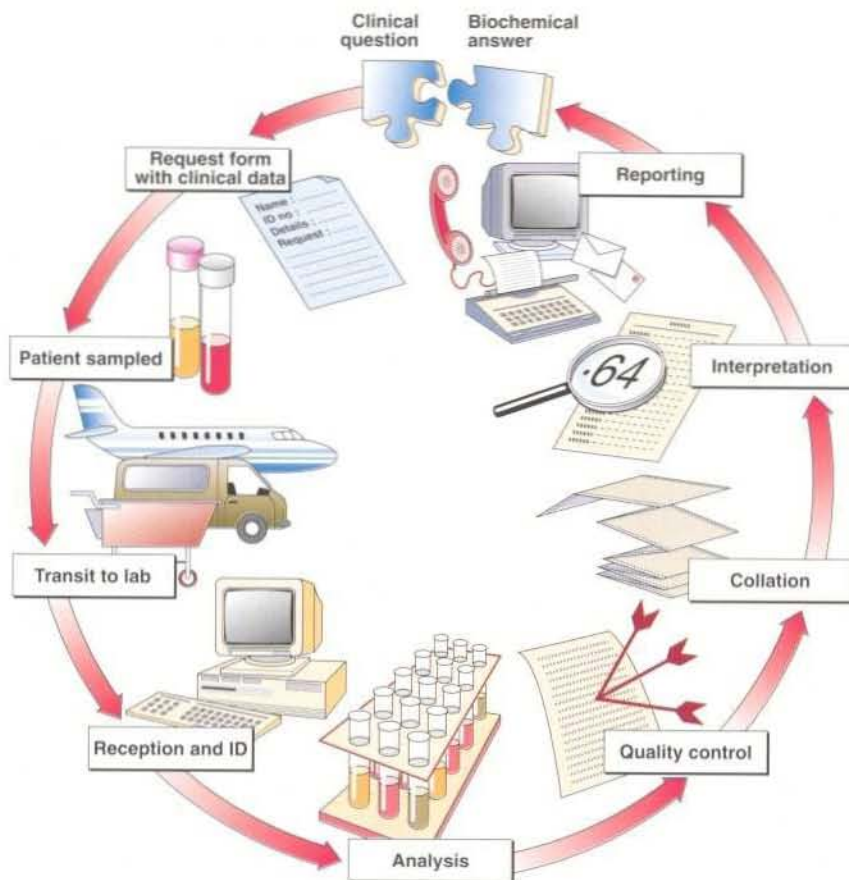 Clinical
question
Biochemical
answer
Request form
with clinical data
Name :
ID no :
Details :
Request :
Reporting
Patient sampled
·64
Interpretation
Transit to lab
Collation
Reception and ID
Quality control
Analysis